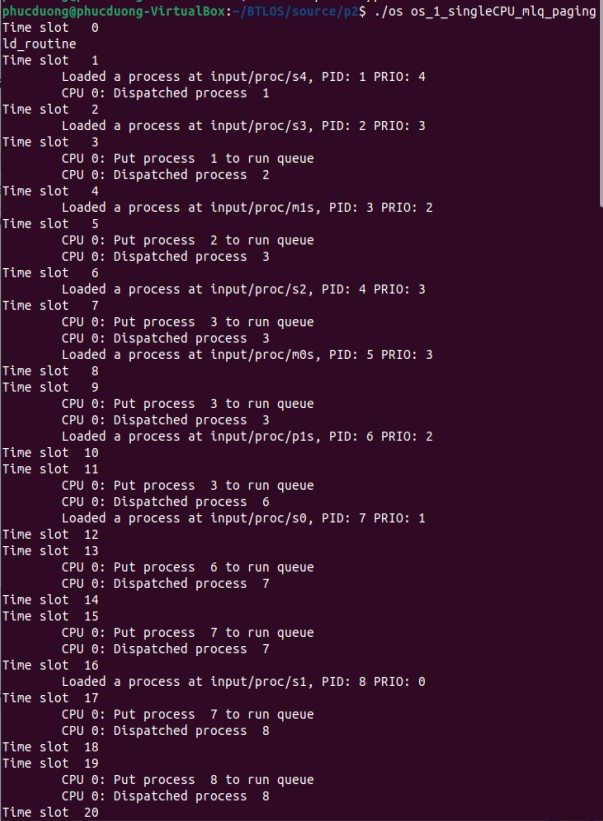 phucduong@phucduong-VirtualBox:~/BTLOS/source/p2$ ./os os_1_singleCPU_mlq_paging
Time slot   0
ld_routine
Time slot   1
        Loaded a process at input/proc/s4, PID: 1 PRIO: 4
        CPU 0: Dispatched process  1
Time slot   2
        Loaded a process at input/proc/s3, PID: 2 PRIO: 3
Time slot   3
        CPU 0: Put process  1 to run queue
        CPU 0: Dispatched process  2
Time slot   4
        Loaded a process at input/proc/m1s, PID: 3 PRIO: 2
Time slot   5
        CPU 0: Put process  2 to run queue
        CPU 0: Dispatched process  3
Time slot   6
        Loaded a process at input/proc/s2, PID: 4 PRIO: 3
Time slot   7
        CPU 0: Put process  3 to run queue
        CPU 0: Dispatched process  3
        Loaded a process at input/proc/m0s, PID: 5 PRIO: 3
Time slot   8
Time slot   9
        CPU 0: Put process  3 to run queue
        CPU 0: Dispatched process  3
        Loaded a process at input/proc/p1s, PID: 6 PRIO: 2
Time slot  10
Time slot  11
        CPU 0: Put process  3 to run queue
        CPU 0: Dispatched process  6
        Loaded a process at input/proc/s0, PID: 7 PRIO: 1
Time slot  12
Time slot  13
        CPU 0: Put process  6 to run queue
        CPU 0: Dispatched process  7
Time slot  14
Time slot  15
        CPU 0: Put process  7 to run queue
        CPU 0: Dispatched process  7
Time slot  16
        Loaded a process at input/proc/s1, PID: 8 PRIO: 0
Time slot  17
        CPU 0: Put process  7 to run queue
        CPU 0: Dispatched process  8
Time slot  18
Time slot  19
        CPU 0: Put process  8 to run queue
        CPU 0: Dispatched process  8
Time slot  20